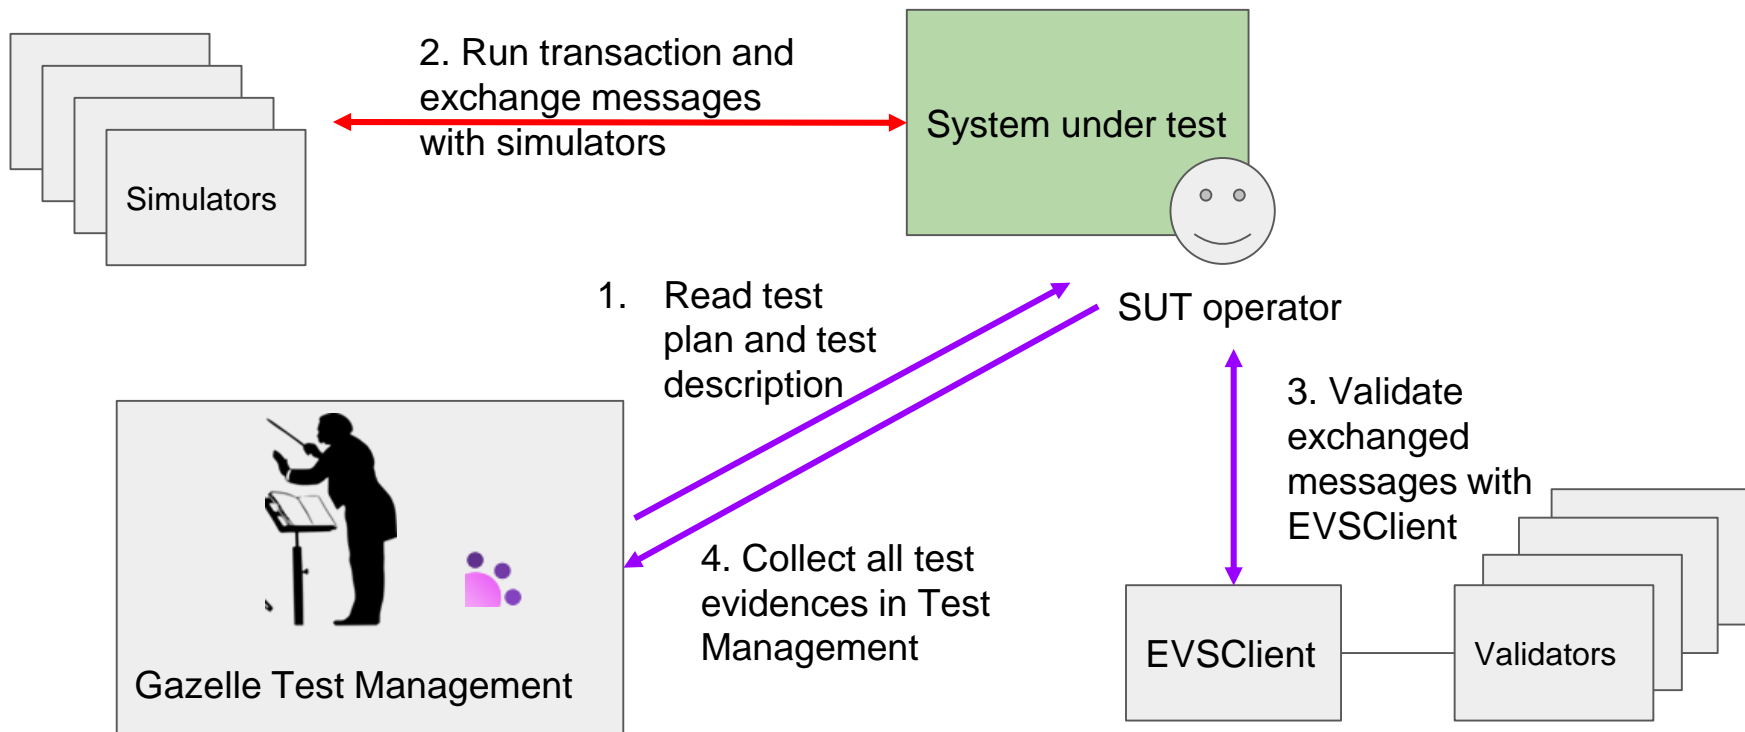 2. Run transaction and
exchange messages
with simulators
System under test
Simulators
1. Read test
plan and test
description
SUT operator
3. Validate
exchanged
messages with
EVSClient
4. Collect all test
evidences in Test
Management
Gazelle Test Management
EVSClient
Validators